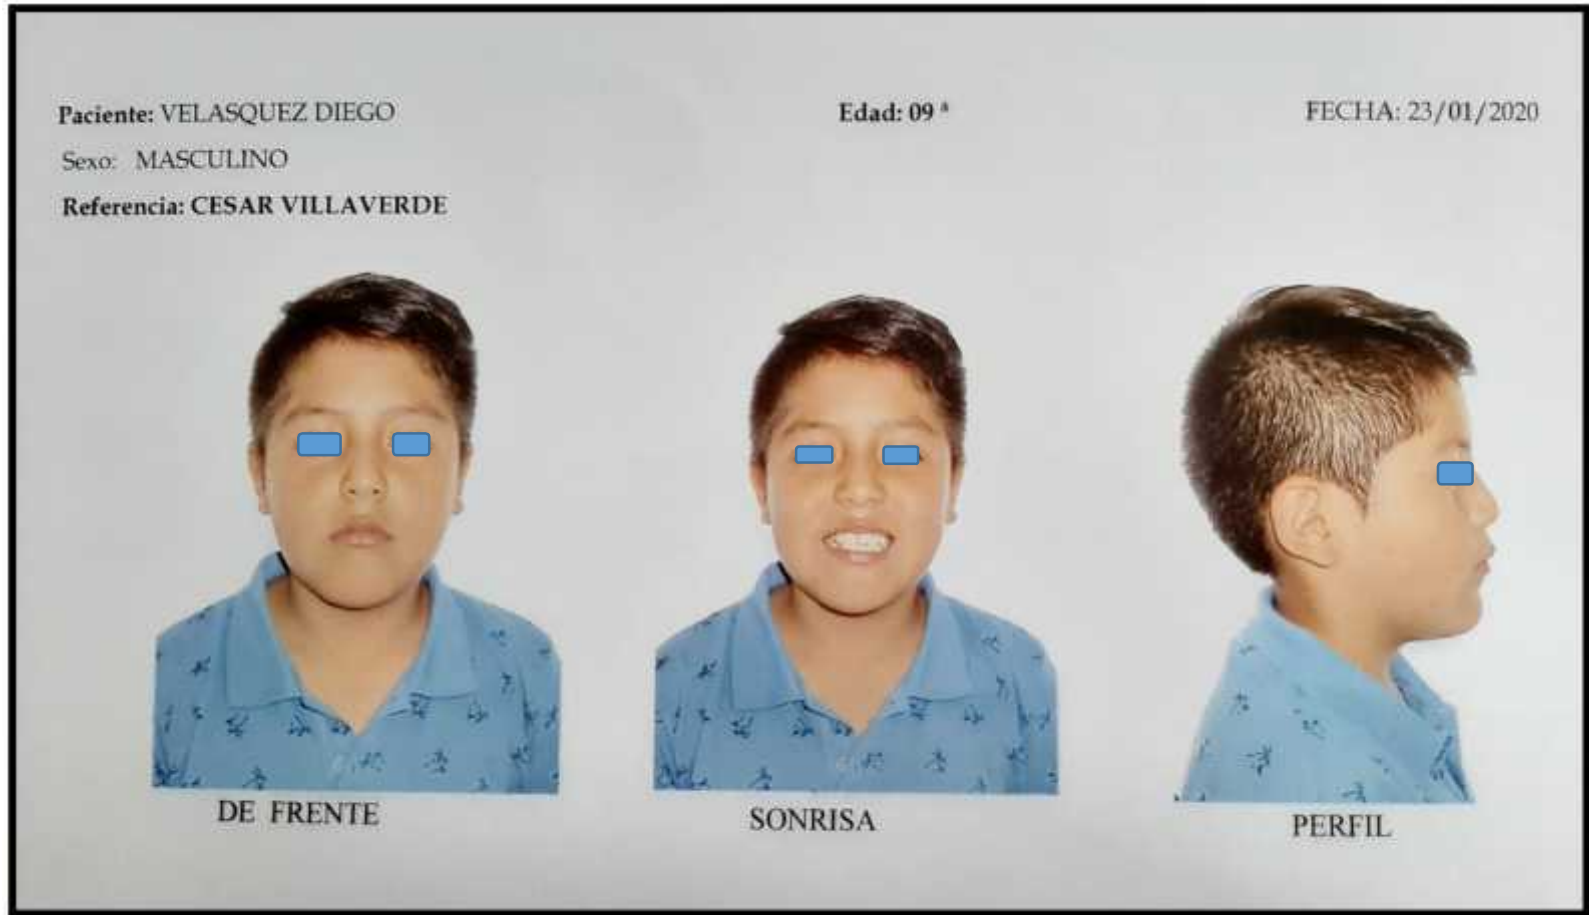 Paciente: VELASQUEZ DIEGO Edad: 09 ª FECHA: 23/01/2020
Sexo: MASCULINO
Referencia: CESAR VILLAVERDE
DE FRENTE SONRISA PERFIL